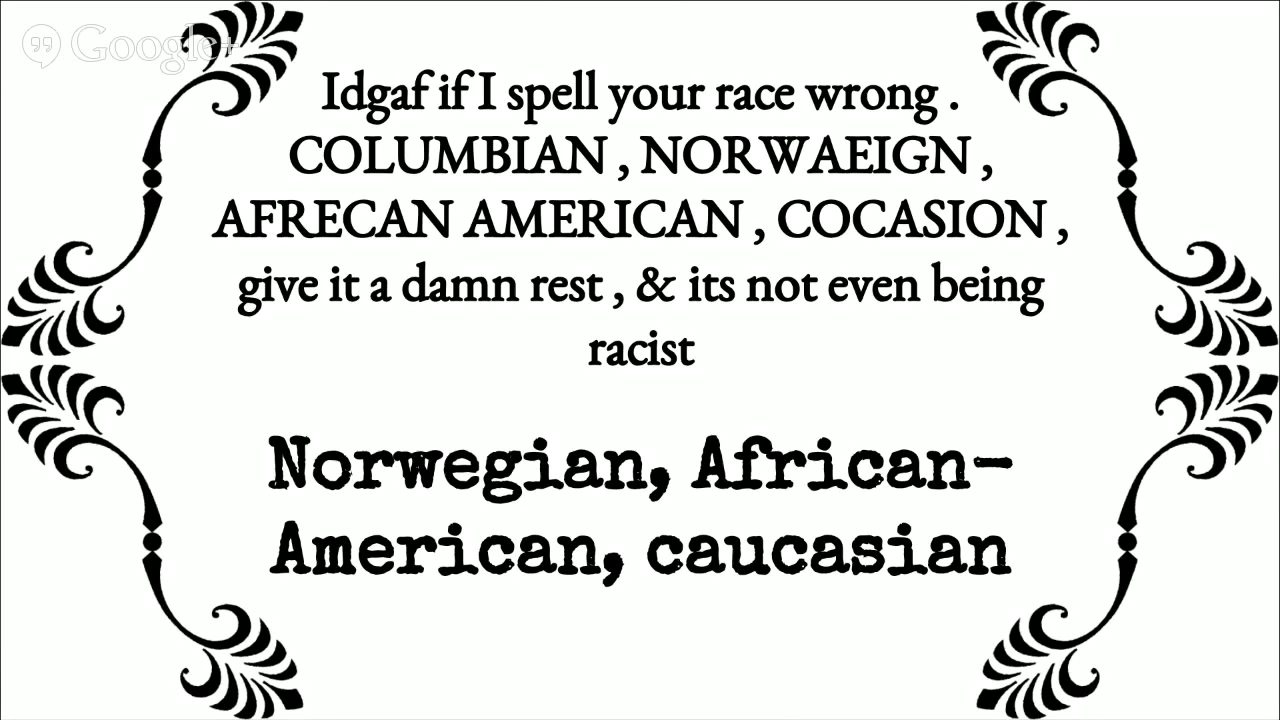 Google+
Idgaf if I spell your race wrong .
COLUMBIAN , NORWAEIGN ,
AFRECAN AMERICAN , COCASION ,
give it a damn rest , & its not even being
racist
Norwegian, African-
American, caucasian